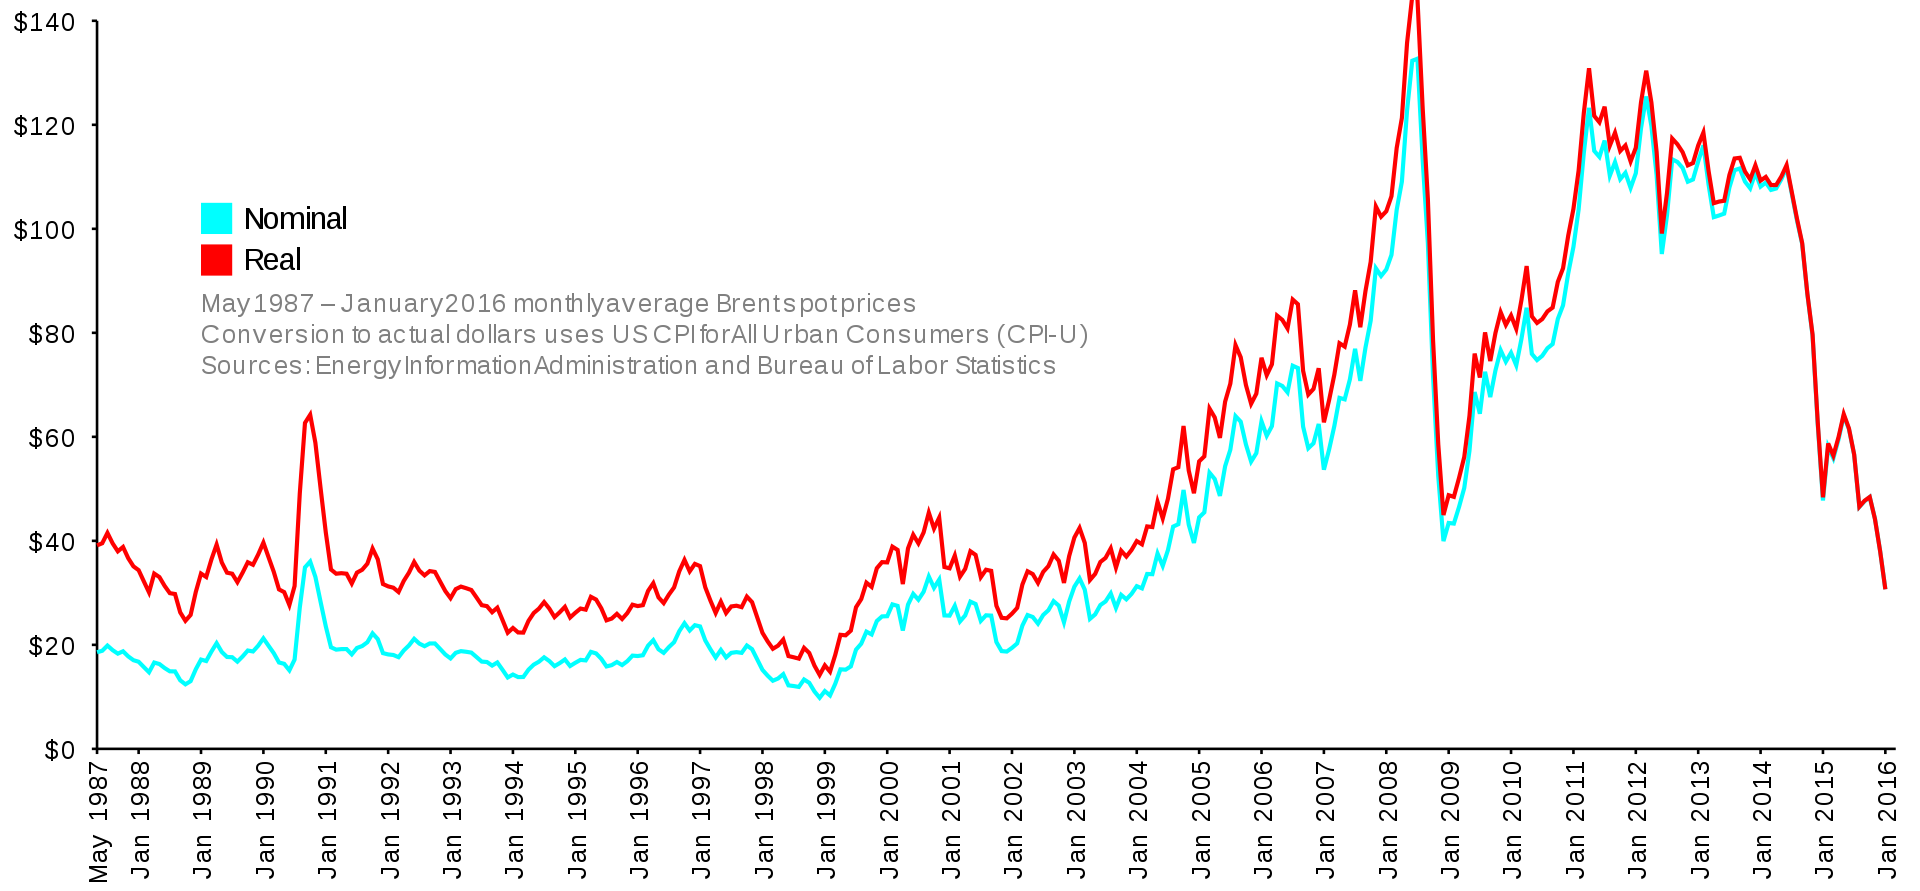 $140
$120
$100
$80
$60
$40
$20
$0
Nominal
Real
May 1987 – January 2016 monthly average Brent spot prices
Conversion to actual dollars uses US CPI for All Urban Consumers (CPI-U)
Sources: Energy Information Administration and Bureau of Labor Statistics
May 1987
Jan 1988
Jan 1989
Jan 1990
Jan 1991
Jan 1992
Jan 1993
Jan 1994
Jan 1995
Jan 1996
Jan 1997
Jan 1998
Jan 1999
Jan 2000
Jan 2001
Jan 2002
Jan 2003
Jan 2004
Jan 2005
Jan 2006
Jan 2007
Jan 2008
Jan 2009
Jan 2010
Jan 2011
Jan 2012
Jan 2013
Jan 2014
Jan 2015
Jan 2016